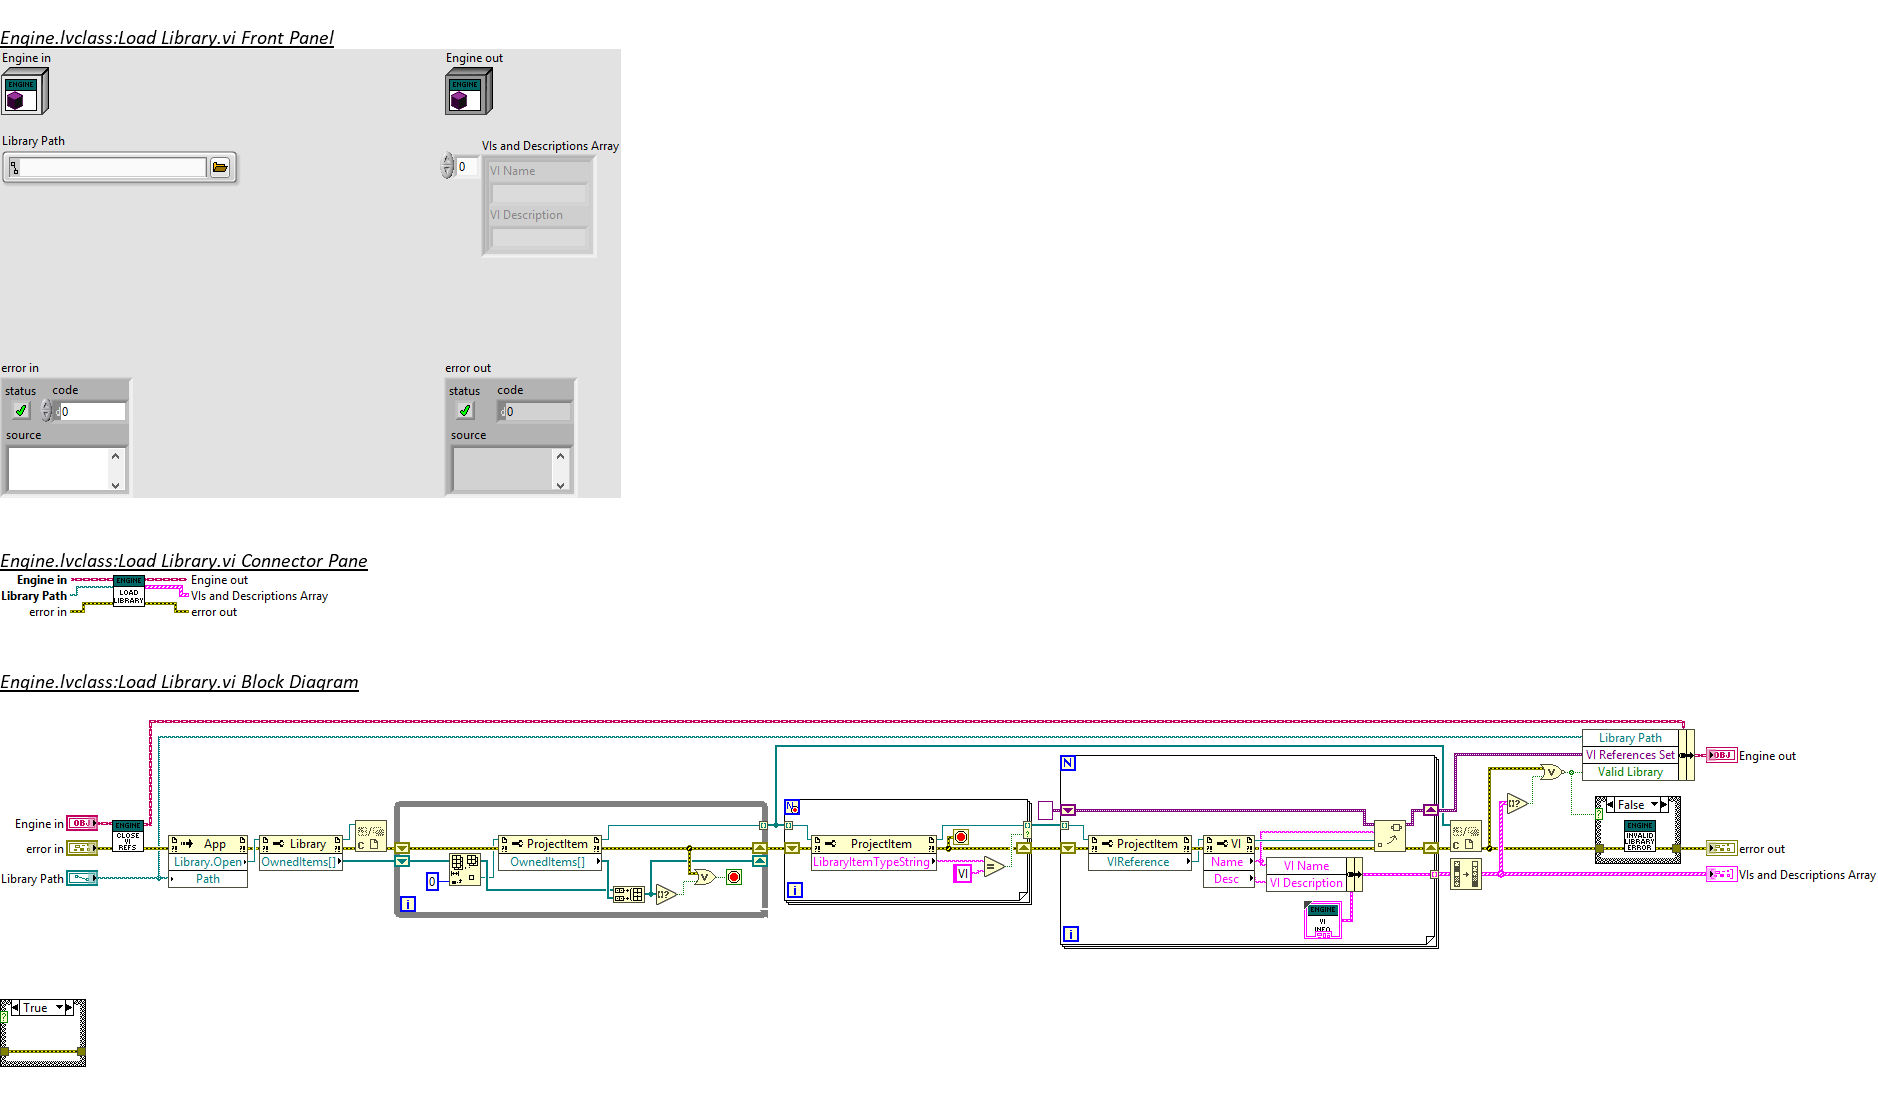 Engine.lvclass:Load Library.vi Front Panel
Engine in
Engine out
ENGINE
ENGINE
Library Path
VIs and Descriptions Array
0
VI Name
VI Description
error in
error out
status code
status code
0
0
source
source
Engine.lvclass:Load Library.vi Connector Pane
Engine in
ENGINE
Engine out
Library Path
LOAD LIBRARY
VIs and Descriptions Array
error in
error out
Engine.lvclass:Load Library.vi Block Diagram
Library Path
VI References Set
Valid Library
OBJ
Engine out
N
N
False
Engine in
OBJ
ENGINE
CLOSE
VI
REFS
error in
App
Library.Open
Path
Library
OwnedItems[]
ProjectItem
OwnedItems[]
ProjectItem
LibraryItemTypeString
VI
ProjectItem
VIReference
VI
Name
Desc
VI Name
VI Description
ENGINE
INVALID
LIBRARY
ERROR
error out
Library Path
0
i
i
i
ENGINE
VI
INFO
VIs and Descriptions Array
True